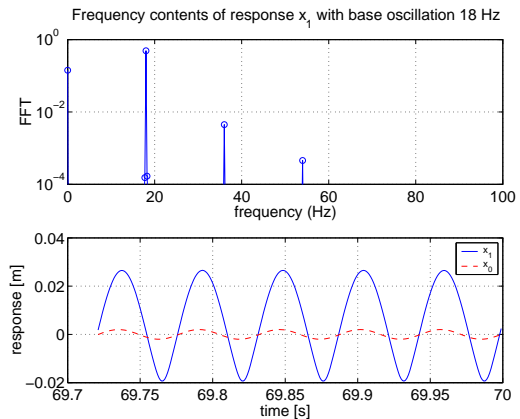 Frequency contents of response x₁ with base oscillation 18 Hz
10⁰
10⁻²
10⁻⁴
FFT
0 20 40 60 80 100
frequency (Hz)
0.04
0.02
0
−0.02
response [m]
x₁
x₀
69.7 69.75 69.8 69.85 69.9 69.95 70
time [s]